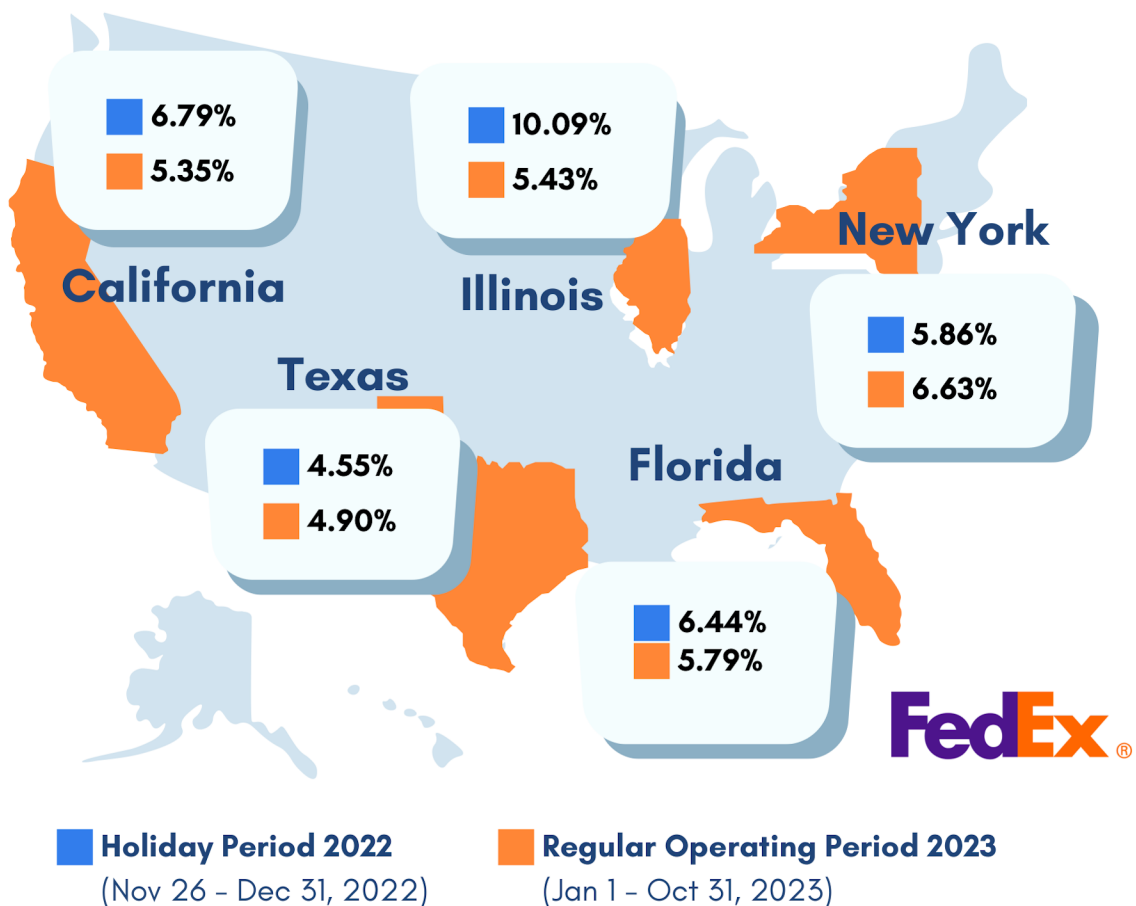 6.79%
5.35%
California
10.09%
5.43%
Illinois
New York
5.86%
6.63%
Texas
4.55%
4.90%
Florida
6.44%
5.79%
FedEx®
Holiday Period 2022
(Nov 26 - Dec 31, 2022)
Regular Operating Period 2023
(Jan 1 - Oct 31, 2023)